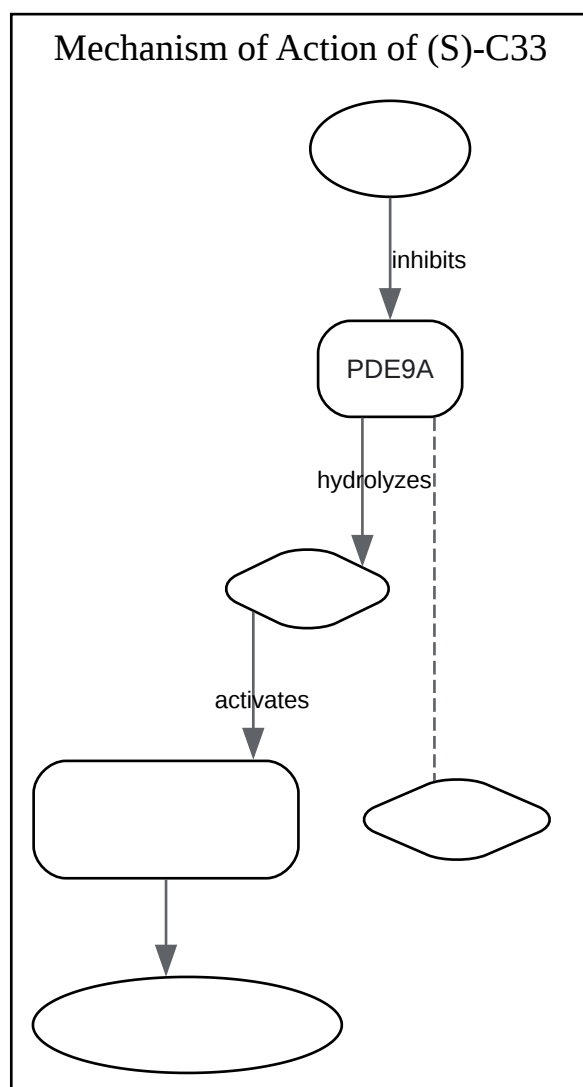 Mechanism of Action of (S)-C33
inhibits
PDE9A
hydrolyzes
activates